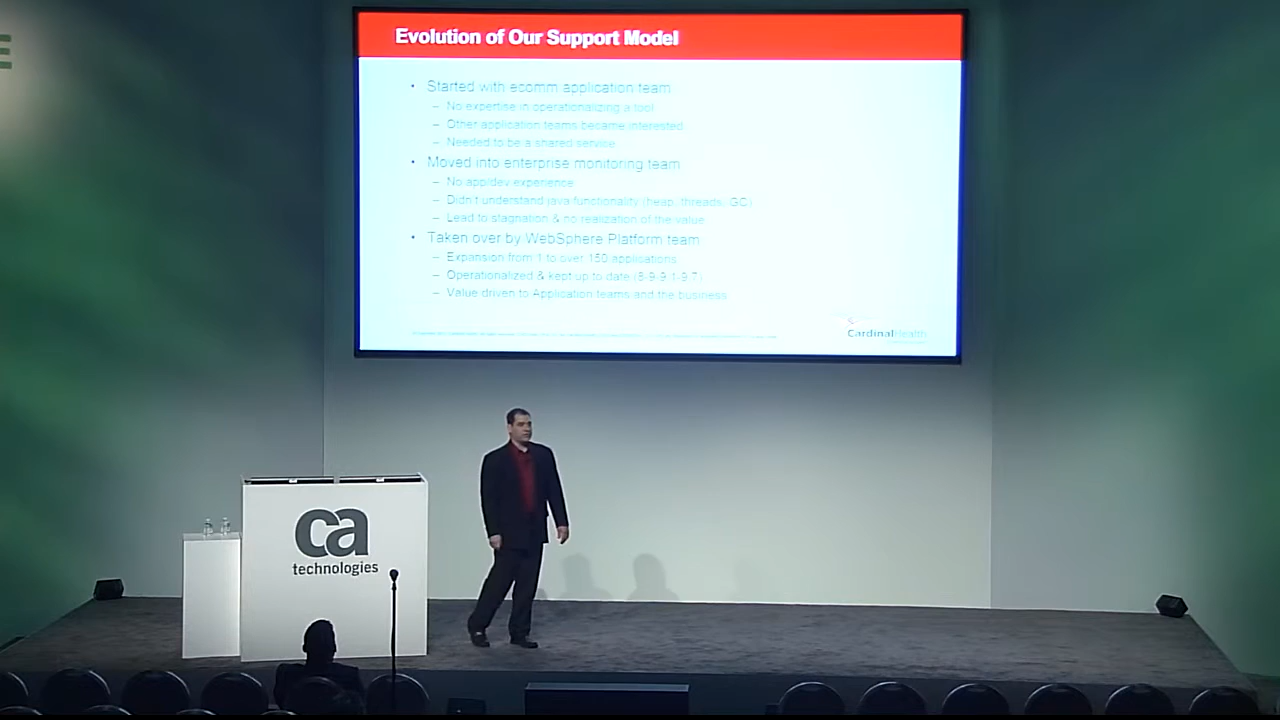 E
Evolution of Our Support Model
• Started with ecomm application team
– No expertise in operationalizing a tool
– Other application teams became interested
– Needed to be a shared service
• Moved into enterprise monitoring team
– No app/dev experience
– Didn't understand java functionality (heap, threads, GC)
– Lead to stagnation & no realization of the value
• Taken over by WebSphere Platform team
– Expansion from 1 to over 150 applications
– Operationalized & kept up to date (8-9-9.1-9.7)
– Value driven to Application teams and the business
CardinalHealth
ca
technologies